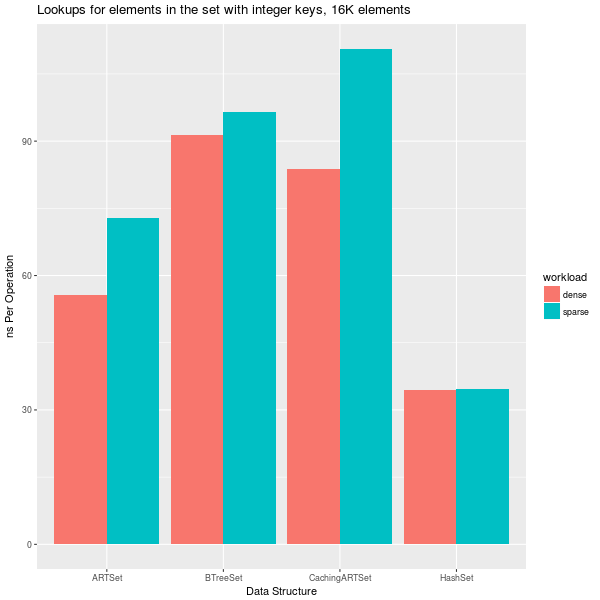 Lookups for elements in the set with integer keys, 16K elements
ns Per Operation
90
60
30
0
ARTSet BTreeSet CachingARTSet HashSet
Data Structure
workload
dense
sparse